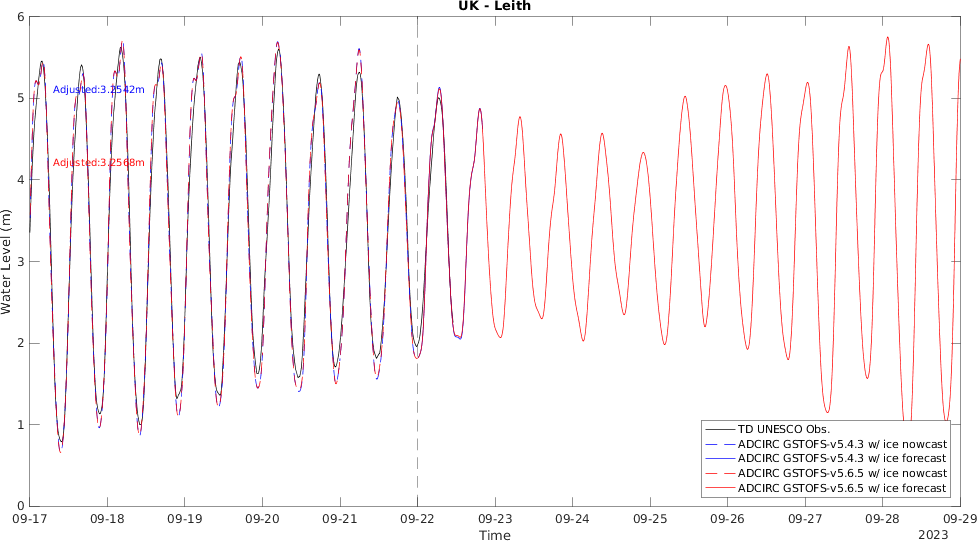 UK - Leith
6
5
4
3
2
1
0
Water Level (m)
Adjusted:3.2542m
Adjusted:3.2568m
TD UNESCO Obs.
ADCIRC GSTOFS-v5.4.3 w/ ice nowcast
ADCIRC GSTOFS-v5.4.3 w/ ice forecast
ADCIRC GSTOFS-v5.6.5 w/ ice nowcast
ADCIRC GSTOFS-v5.6.5 w/ ice forecast
09-17 09-18 09-19 09-20 09-21 09-22 09-23 09-24 09-25 09-26 09-27 09-28 09-29
Time
2023